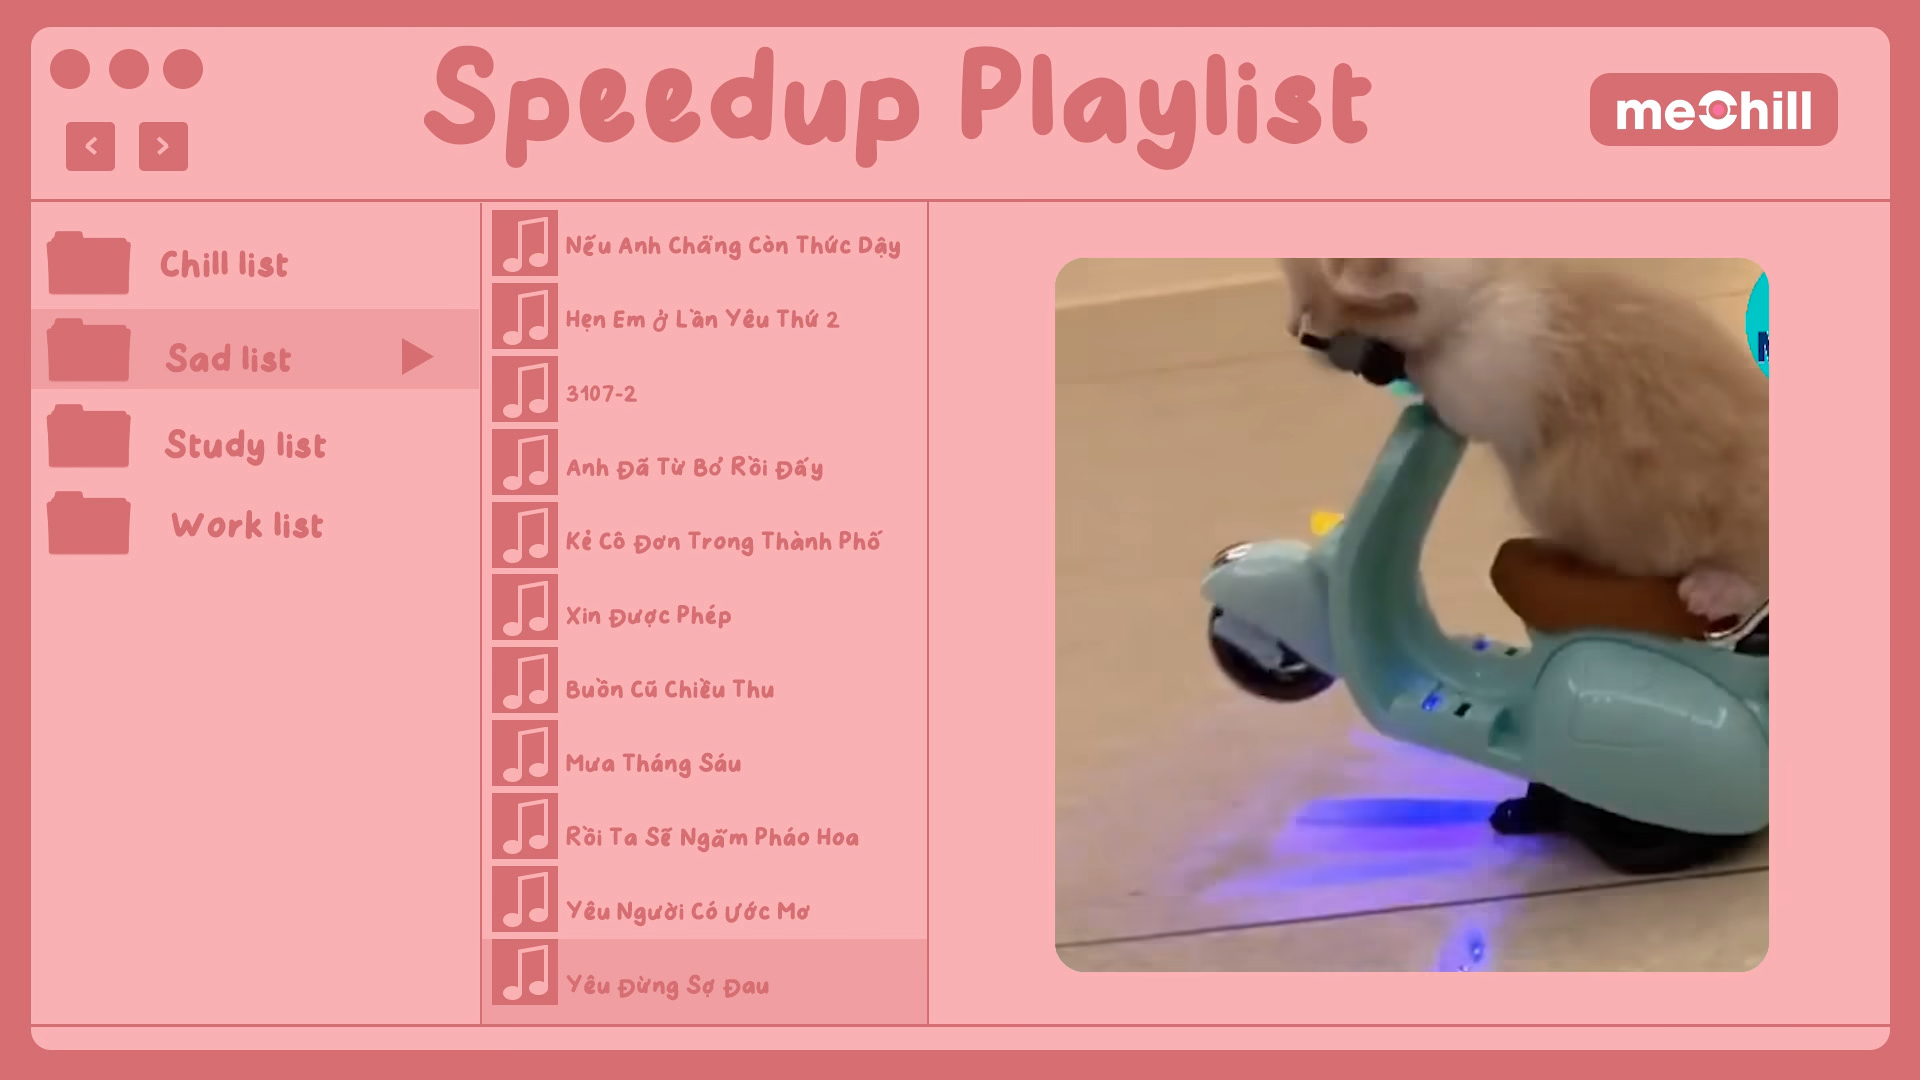 Speedup Playlist
meChill
Chill list
Sad list
Study list
Work list
Nếu Anh Chẳng Còn Thức Dậy
Hẹn Em ở Lần Yêu Thứ 2
3107-2
Anh Đã Từ Bỏ Rồi Đấy
Kẻ Cô Đơn Trong Thành Phố
Xin Được Phép
Buồn Cũ Chiều Thu
Mưa Tháng Sáu
Rồi Ta Sẽ Ngắm Pháo Hoa
Yêu Người Có Ước Mơ
Yêu Đừng Sợ Đau